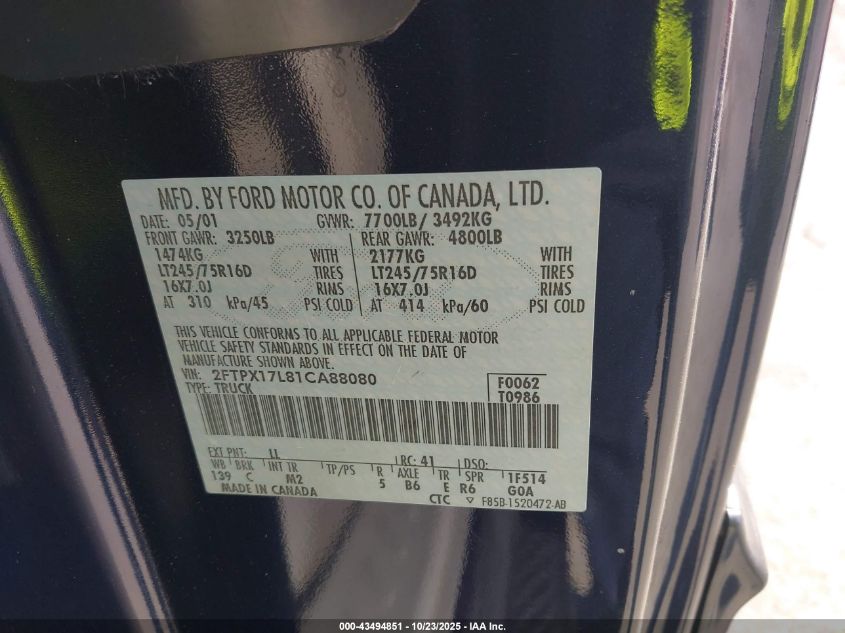 MFD. BY FORD MOTOR CO. OF CANADA, LTD.
DATE: 05/01 GVWR: 7700LB/ 3492KG
FRONT GAWR: 3250LB REAR GAWR: 4800LB
1474KG WITH 2177KG WITH
LT245/75R16D TIRES LT245/75R16D TIRES
16X7.0J RIMS 16X7.0J RIMS
AT 310 kPa/45 PSI COLD AT 414 kPa/60 PSI COLD
THIS VEHICLE CONFORMS TO ALL APPLICABLE FEDERAL MOTOR
VEHICLE SAFETY STANDARDS IN EFFECT ON THE DATE OF
MANUFACTURE SHOWN ABOVE.
VIN: 2FTPX17L81CA88080 F0062
TYPE: TRUCK T0986
EXT PNT: LL RC: 41 DSO:
WB BRK INT TR TP/PS R AXLE TR SPR 1F514
139 C M2 5 B6 E R6 G0A
MADE IN CANADA CTC ▽ F85B-1520472-AB
000-43494851 | 10/23/2025 | IAA Inc.